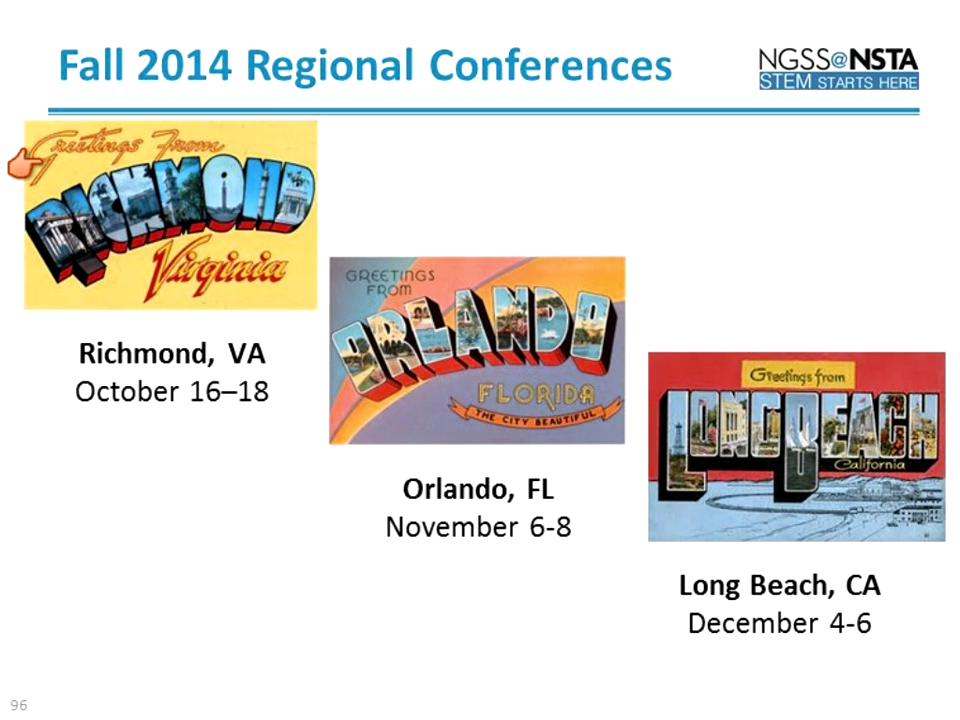 Fall 2014 Regional Conferences
NGSS@NSTA
STEM STARTS HERE
Greetings From
RICHMOND
Virginia
Richmond, VA
October 16–18
GREETINGS
FROM
ORLANDO
FLORIDA
THE CITY BEAUTIFUL
Orlando, FL
November 6-8
Greetings from
LONG BEACH
California
Long Beach, CA
December 4-6
96